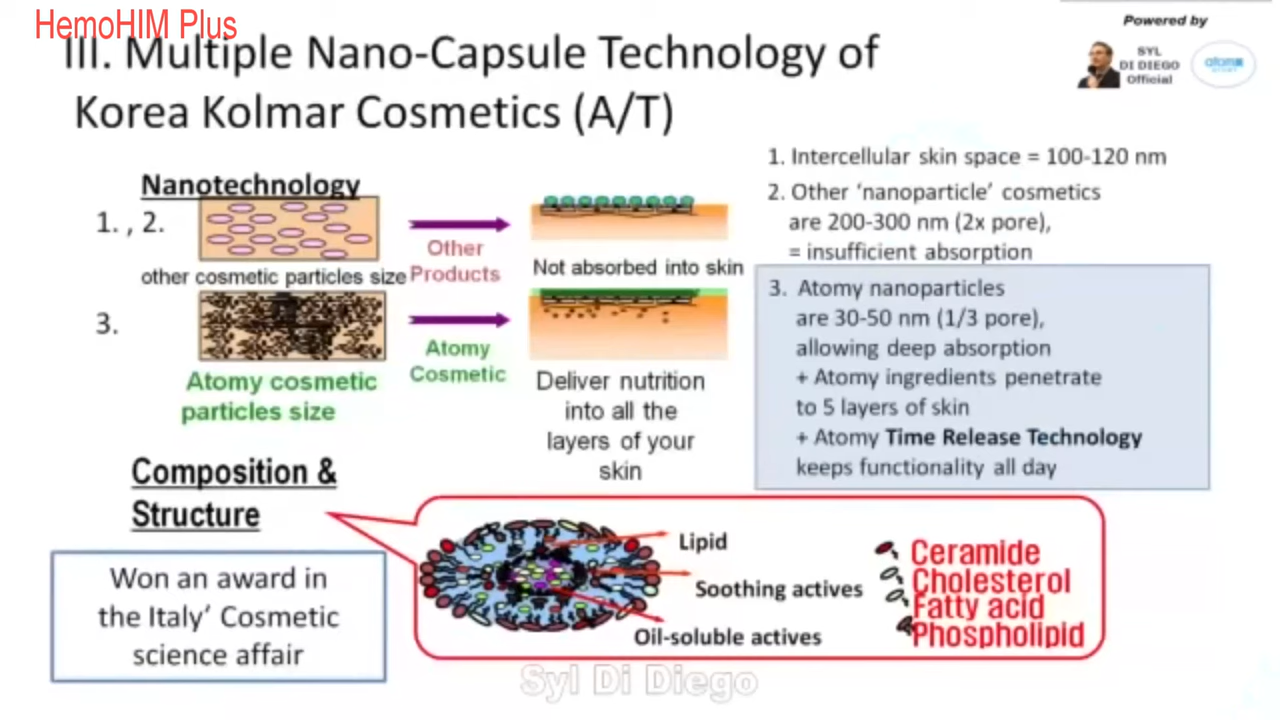 HemoHIM Plus
III. Multiple Nano-Capsule Technology of
Korea Kolmar Cosmetics (A/T)
Powered by
SYL
DI DIEGO
Official
Nanotechnology
1. , 2.
other cosmetic particles size
Other
Products
Not absorbed into skin
3.
Atomy cosmetic
particles size
Atomy
Cosmetic
Deliver nutrition
into all the
layers of your
skin
1. Intercellular skin space = 100-120 nm
2. Other ‘nanoparticle’ cosmetics
are 200-300 nm (2x pore),
= insufficient absorption
3. Atomy nanoparticles
are 30-50 nm (1/3 pore),
allowing deep absorption
+ Atomy ingredients penetrate
to 5 layers of skin
+ Atomy Time Release Technology
keeps functionality all day
Composition &
Structure
Won an award in
the Italy’ Cosmetic
science affair
Lipid
Soothing actives
Oil-soluble actives
Ceramide
Cholesterol
Fatty acid
Phospholipid
Syl Di Diego